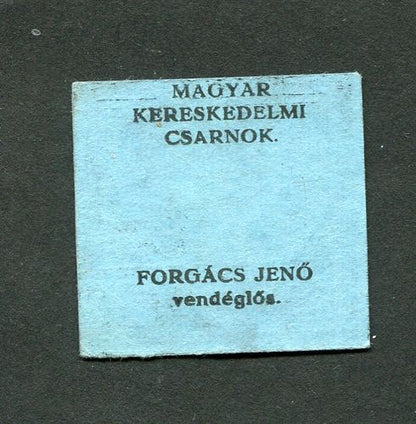 MAGYAR
KERESKEDELMI
CSARNOK.
FORGÁCS JENŐ
vendéglős.